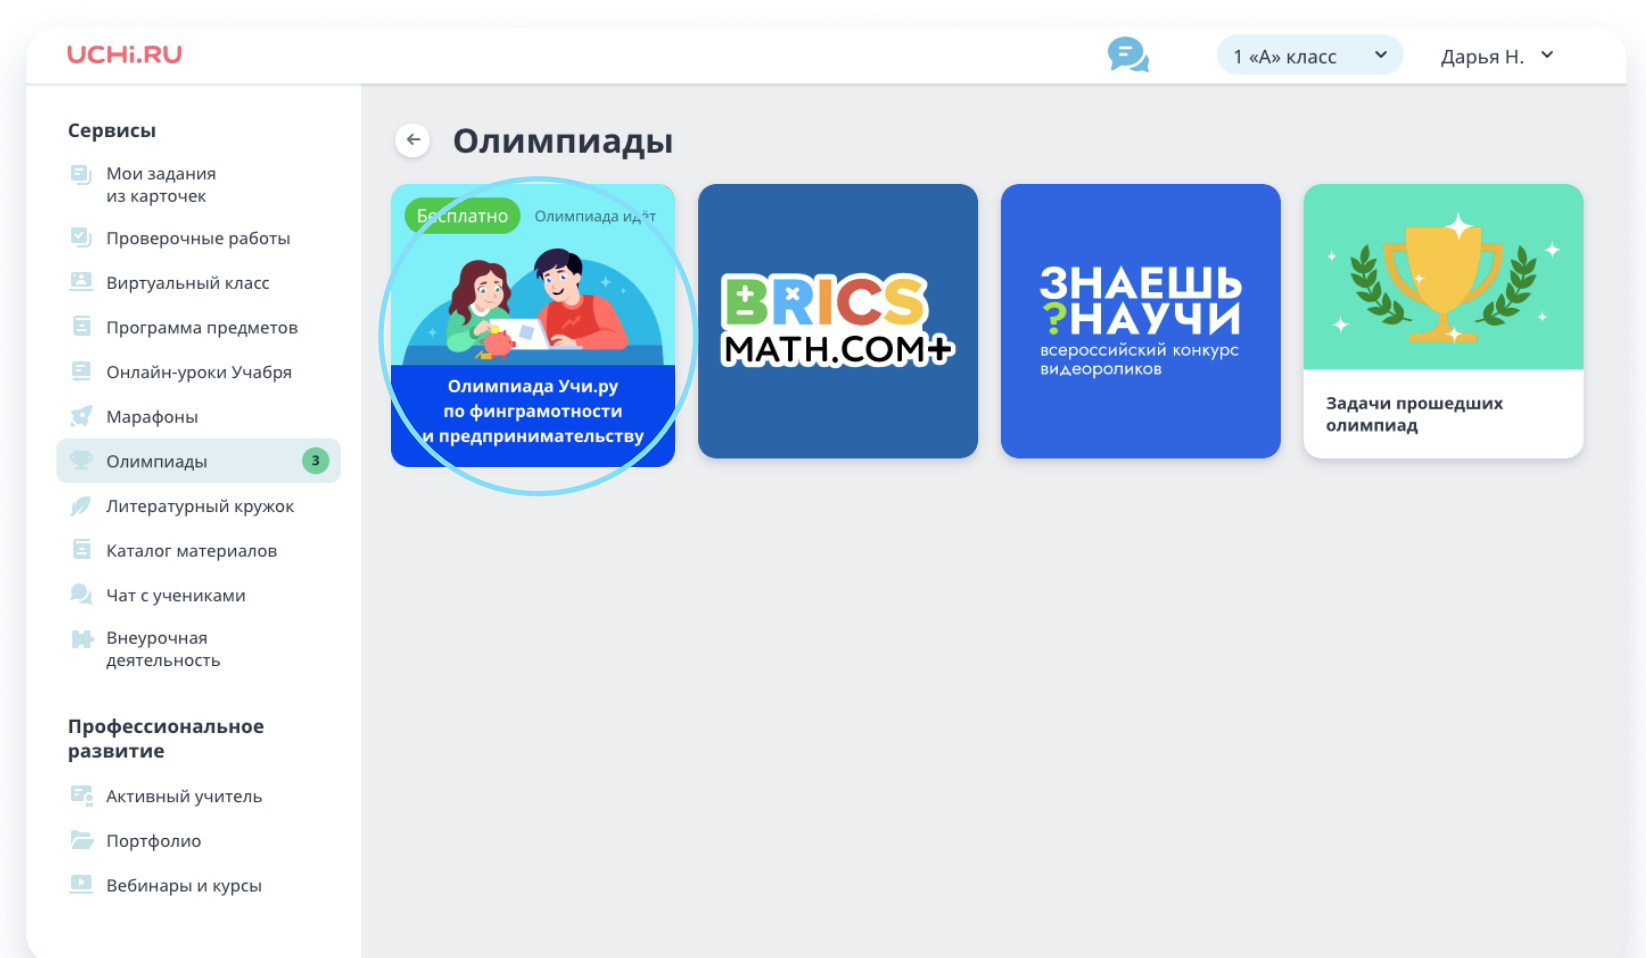 UCHi.RU
1 «А» класс
Дарья Н.
Сервисы
Мои задания
из карточек
Проверочные работы
Виртуальный класс
Программа предметов
Онлайн-уроки Учабря
Марафоны
Олимпиады 3
Литературный кружок
Каталог материалов
Чат с учениками
Внеурочная
деятельность
Профессиональное
развитие
Активный учитель
Портфолио
Вебинары и курсы
Олимпиады
Бесплатно
Олимпиада идёт
Олимпиада Учи.ру
по финграмотности
и предпринимательству
BRICS
MATH.COM+
ЗНАЕШЬ
?НАУЧИ
всероссийский конкурс
видеороликов
Задачи прошедших
олимпиад